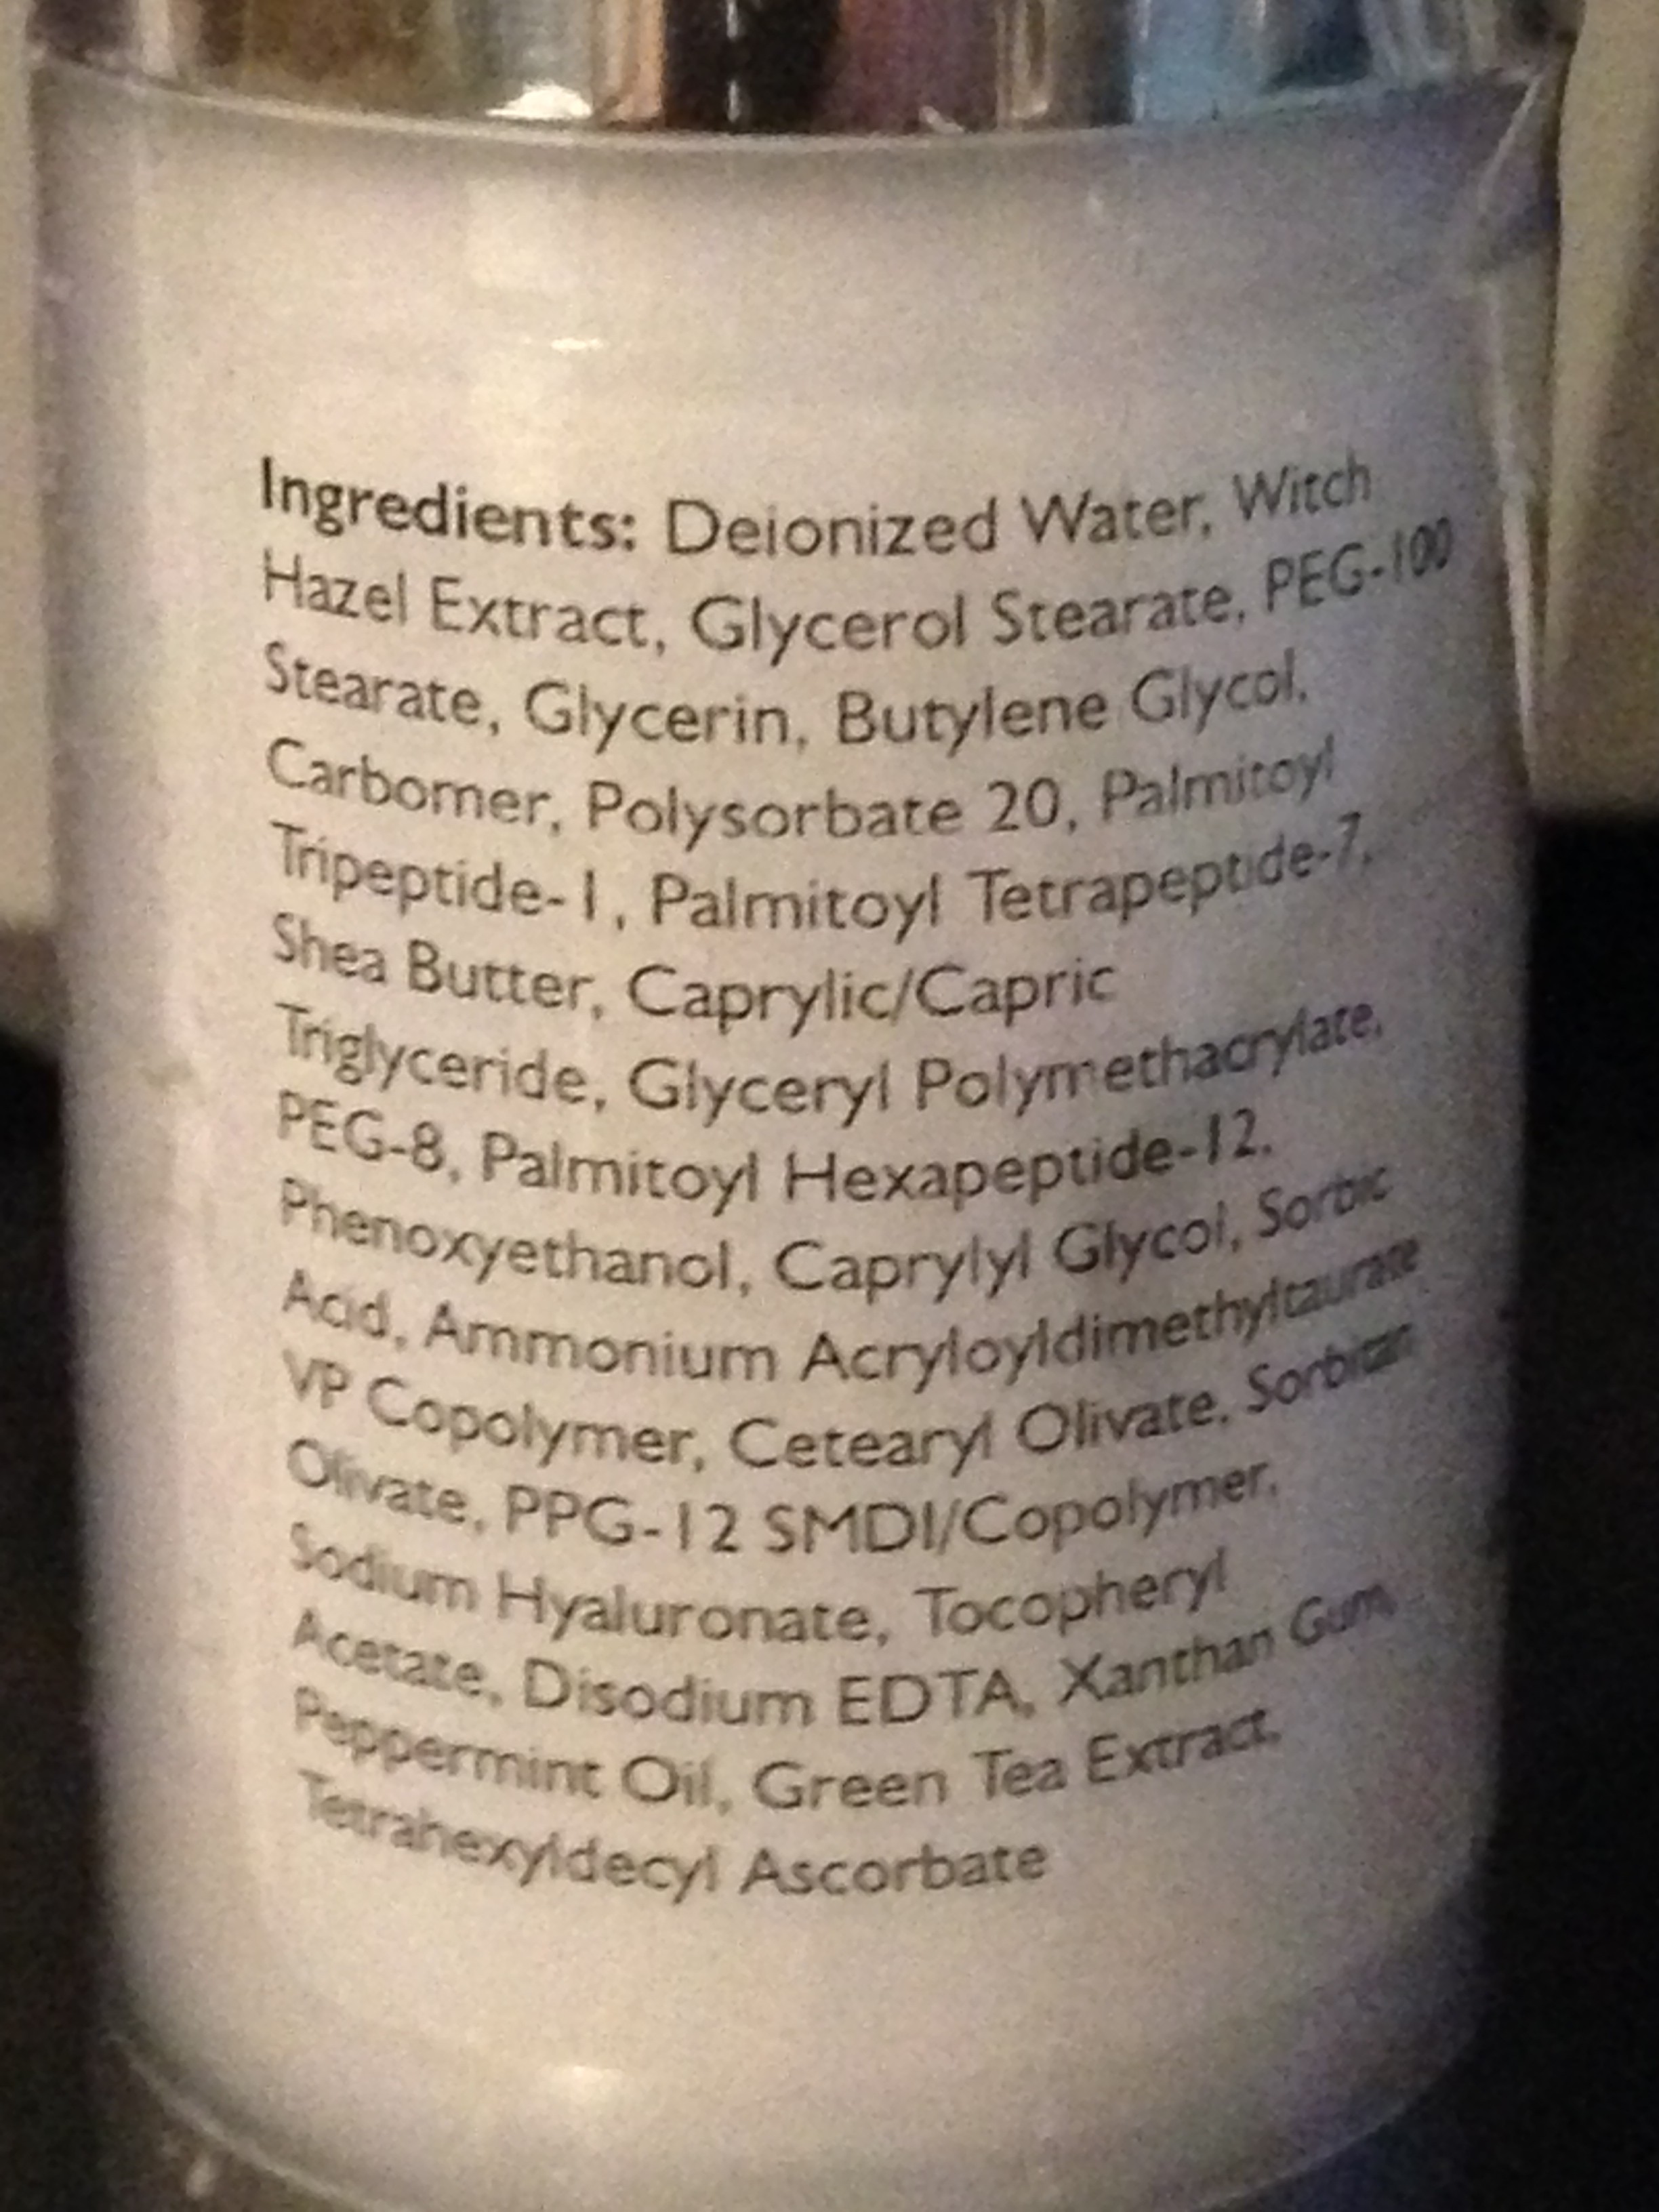 Ingredients: Deionized Water, Witch
Hazel Extract, Glycerol Stearate, PEG-100
Stearate, Glycerin, Butylene Glycol,
Carbomer, Polysorbate 20, Palmitoyl
Tripeptide-1, Palmitoyl Tetrapeptide-7,
Shea Butter, Caprylic/Capric
Triglyceride, Glyceryl Polymethacrylate,
PEG-8, Palmitoyl Hexapeptide-12,
Phenoxyethanol, Caprylyl Glycol, Sorbic
Acid, Ammonium Acryloyldimethyltaurate
VP Copolymer, Cetearyl Olivate, Sorbitan
Olivate, PPG-12 SMDI/Copolymer,
Sodium Hyaluronate, Tocopheryl
Acetate, Disodium EDTA, Xanthan Gum,
Peppermint Oil, Green Tea Extract,
Tetrahexyldecyl Ascorbate